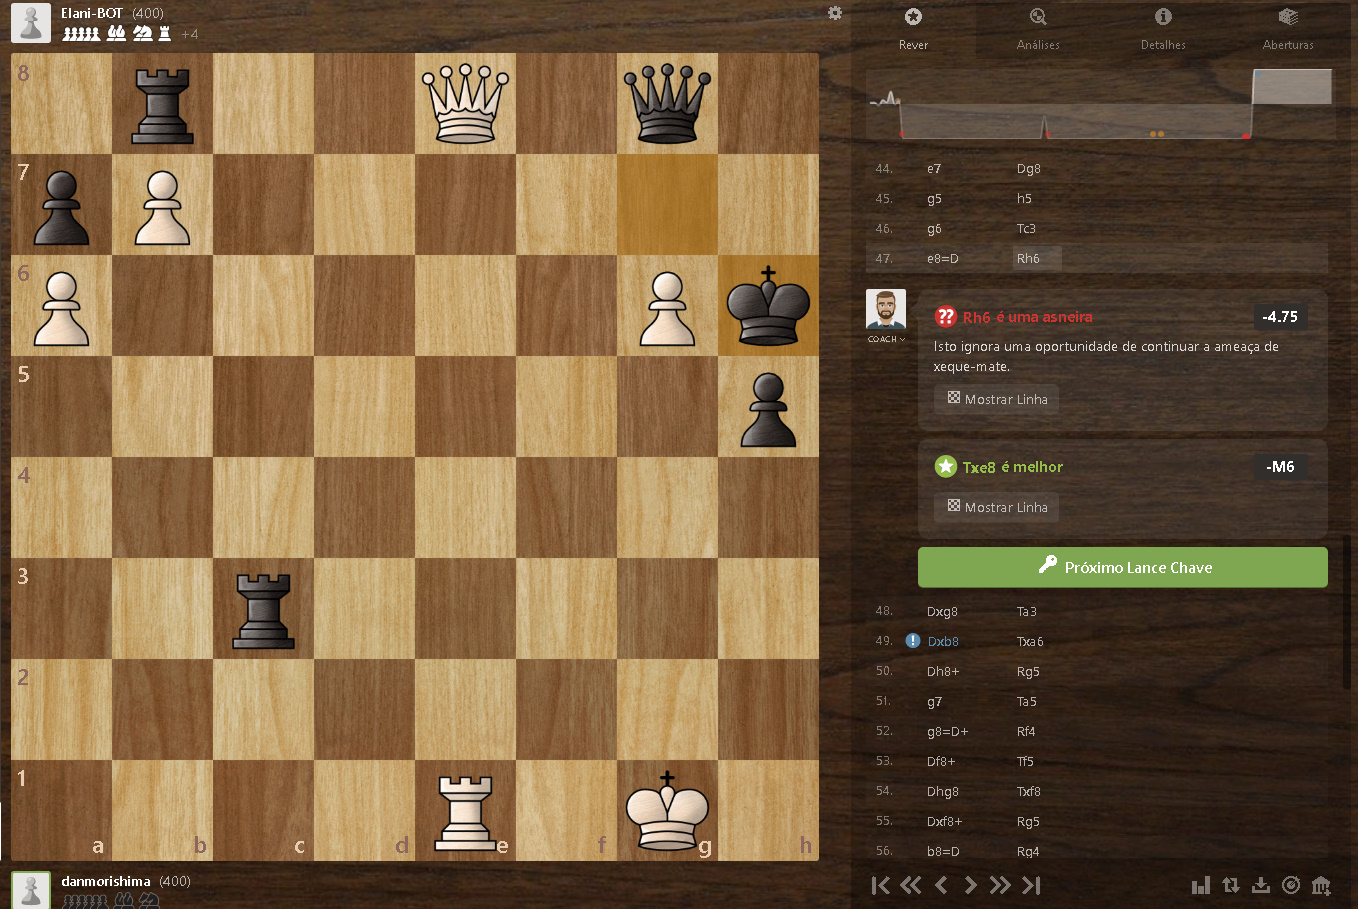 Elani-BOT (400)
+4
8
7
6
5
4
3
2
1
a b c d e f g h
danmorishima (400)
Rever Análises Detalhes Aberturas
44. e7 Dg8
45. g5 h5
46. g6 Tc3
47. e8=D Rh6
COACH
?? Rh6 é uma asneira -4.75
Isto ignora uma oportunidade de continuar a ameaça de
xeque-mate.
Mostrar Linha
Txe8 é melhor -M6
Mostrar Linha
Próximo Lance Chave
48. Dxg8 Ta3
49. ! Dxb8 Txa6
50. Dh8+ Rg5
51. g7 Ta5
52. g8=D+ Rf4
53. Df8+ Tf5
54. Dhg8 Txf8
55. Dxf8+ Rg5
56. b8=D Rg4